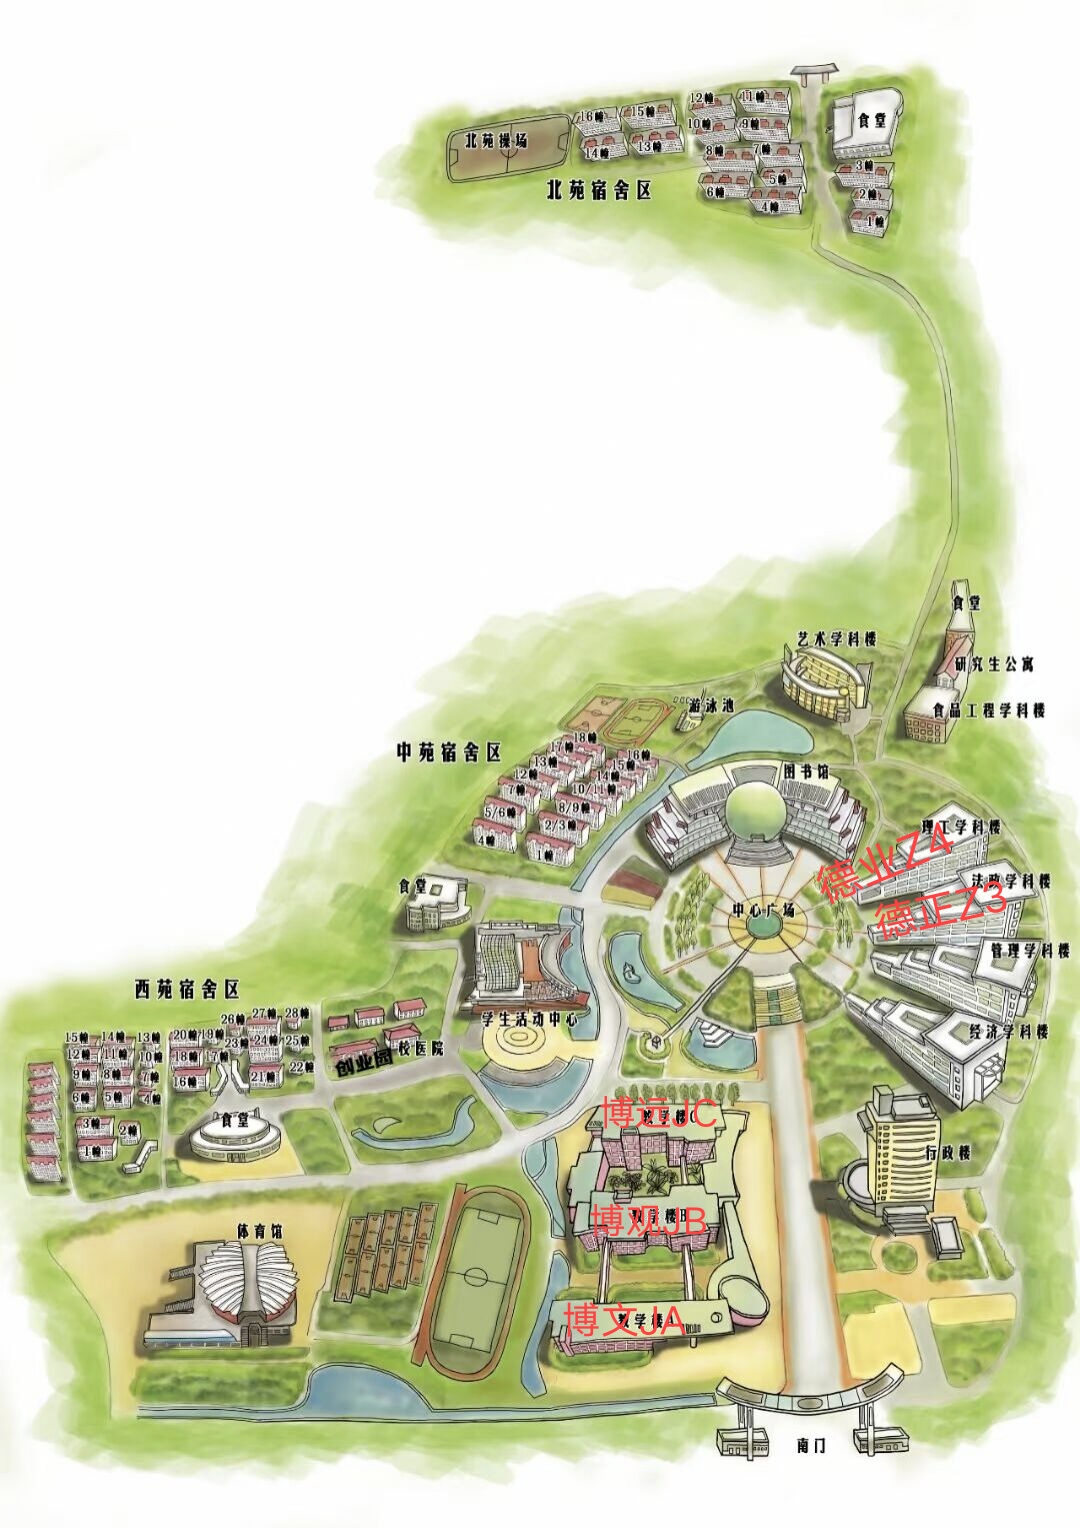 12幢
11幢
食堂
16幢
15幢
北苑操场
10幢
9幢
14幢
13幢
8幢
7幢
3幢
5幢
北苑宿舍区
6幢
2幢
4幢
1幢
食堂
艺术学科楼
研究生公寓
游泳池
食品工程学科楼
18幢
中苑宿舍区
17幢
16幢
13幢
15幢
12幢
14幢
图书馆
7幢
10/11幢
5/6幢
8/9幢
2/3幢
理工学科楼
4幢
1幢
德业Z4
食堂
法政学科楼
中心广场
德正Z3
管理学科楼
西苑宿舍区
学生活动中心
经济学科楼
26幢
27幢
28幢
15幢
14幢
13幢
20幢
19幢
23幢
24幢
25幢
12幢
11幢
10幢
18幢
17幢
校医院
创业园
9幢
8幢
7幢
16幢
21幢
22幢
6幢
5幢
4幢
3幢
2幢
食堂
1幢
教学楼C
博远JC
行政楼
教学楼B
博观JB
体育馆
教学楼A
博文JA
南门